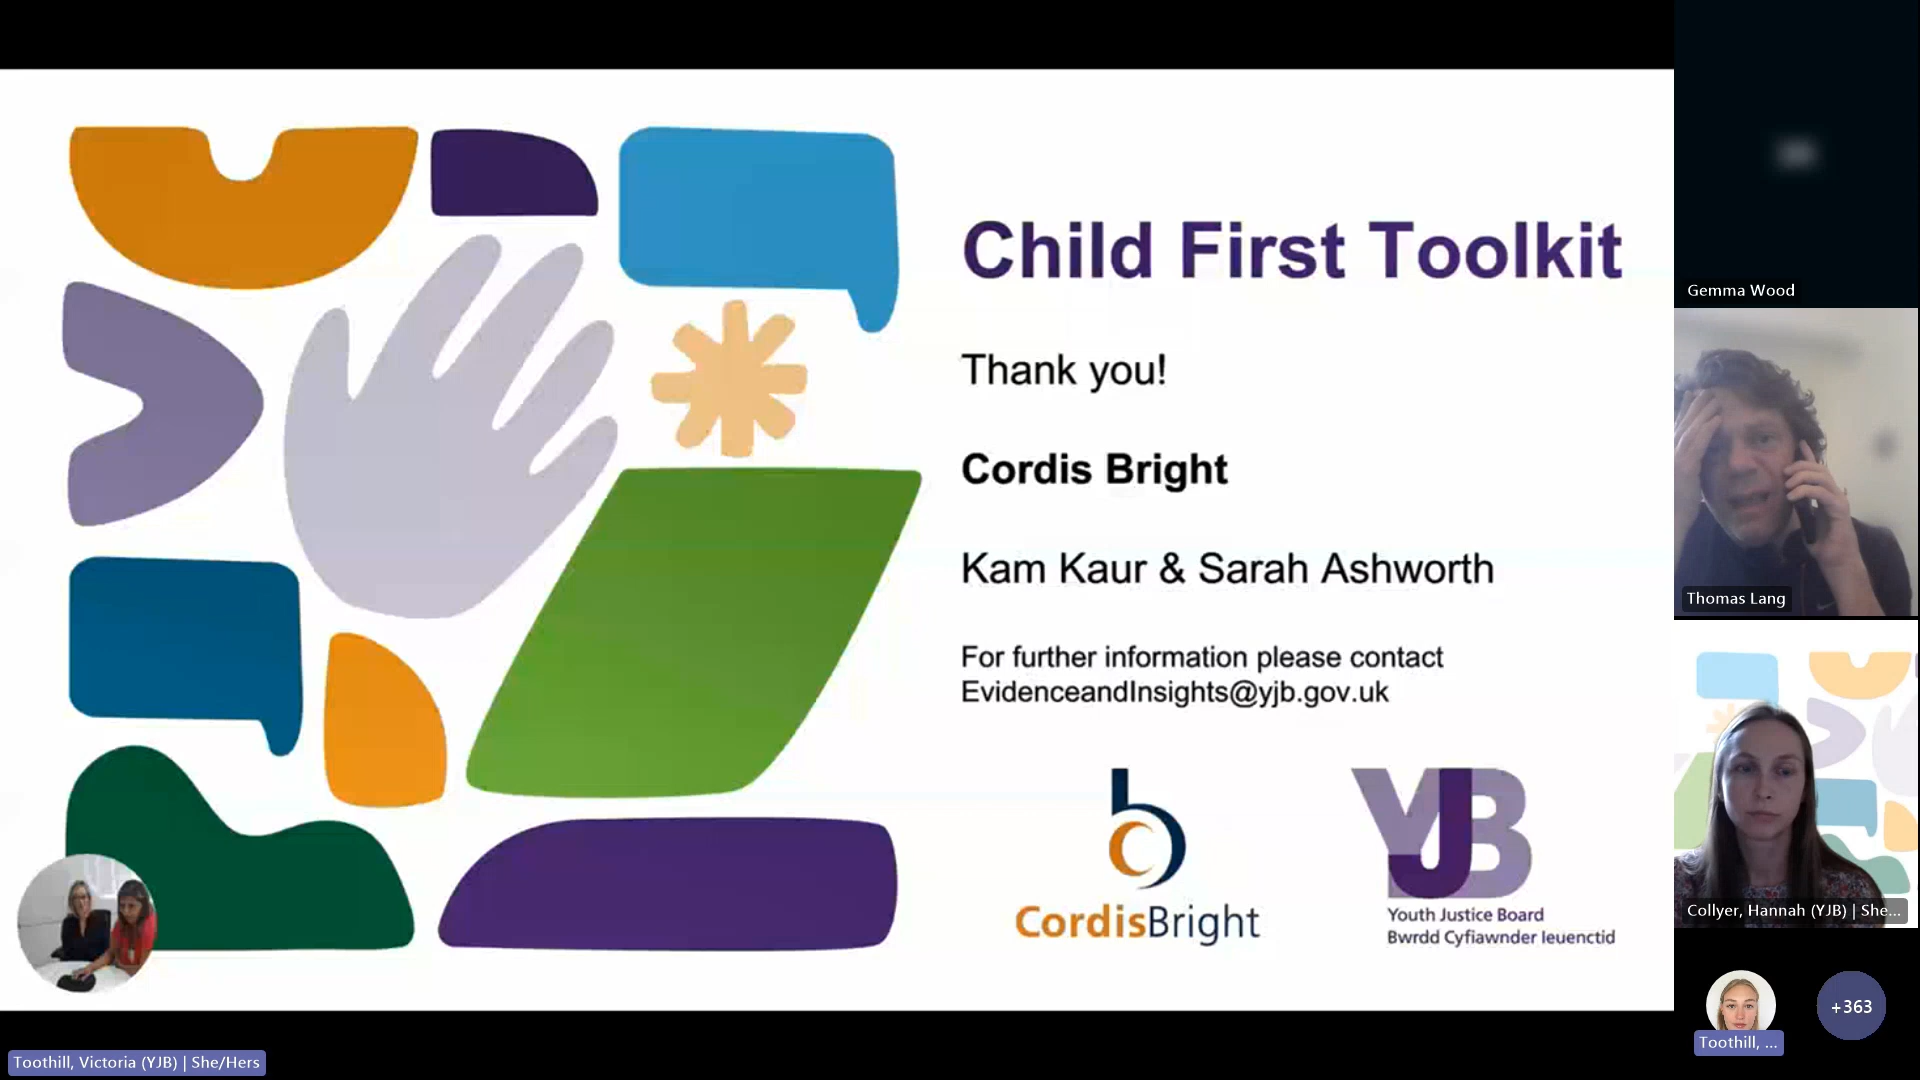 Child First Toolkit
Thank you!
Cordis Bright
Kam Kaur & Sarah Ashworth
For further information please contact
EvidenceandInsights@yjb.gov.uk
CordisBright
YJB
Youth Justice Board
Bwrdd Cyfiawnder Ieuenctid
Gemma Wood
Thomas Lang
Collyer, Hannah (YJB) | She...
Toothill, ...
+363
Toothill, Victoria (YJB) | She/Hers